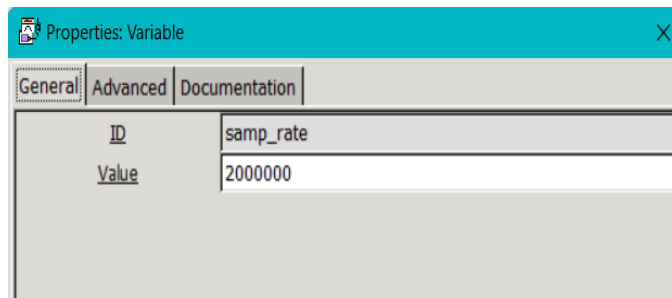 Properties: Variable
General Advanced Documentation
ID samp_rate
Value 2000000